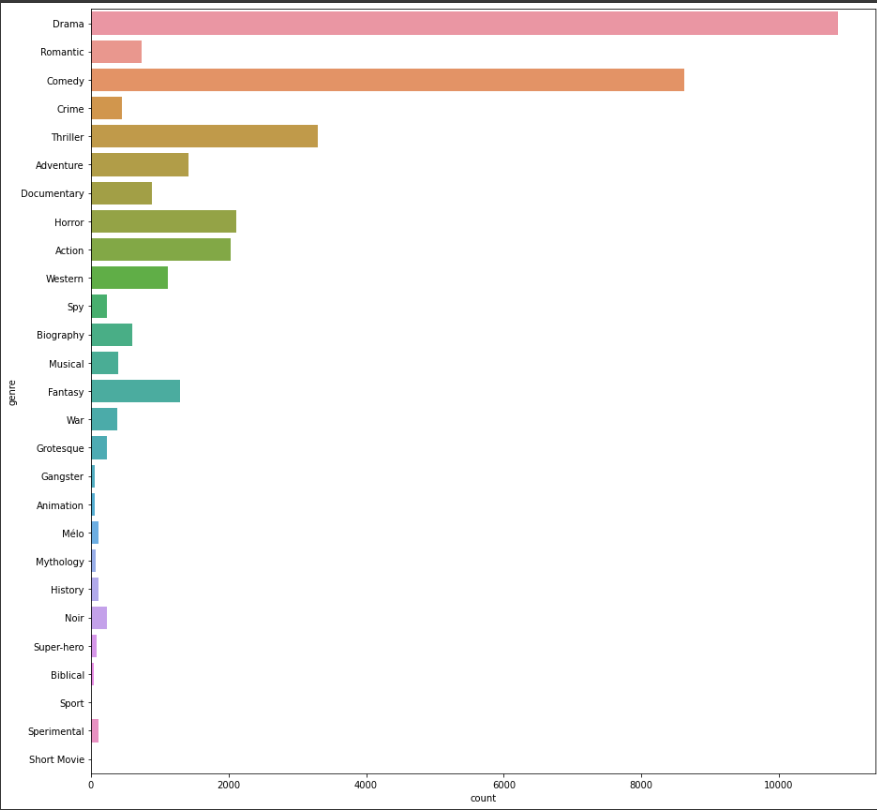 Drama
Romantic
Comedy
Crime
Thriller
Adventure
Documentary
Horror
Action
Western
Spy
Biography
Musical
Fantasy
War
Grotesque
Gangster
Animation
Mélo
Mythology
History
Noir
Super-hero
Biblical
Sport
Sperimental
Short Movie
genre
0 2000 4000 6000 8000 10000
count